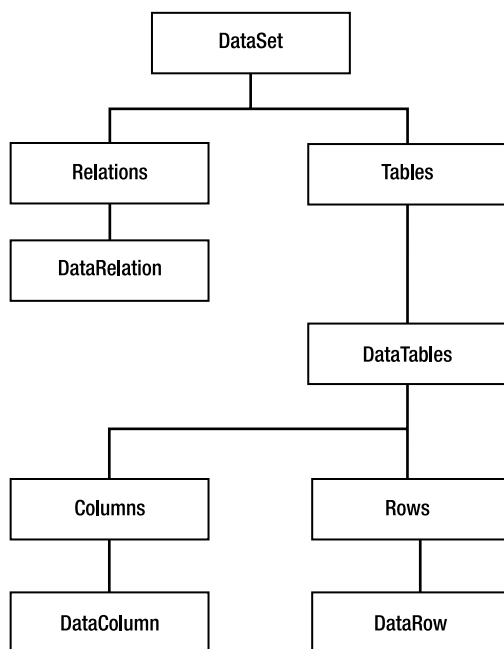 DataSet
Relations
Tables
DataRelation
DataTables
Columns
Rows
DataColumn
DataRow